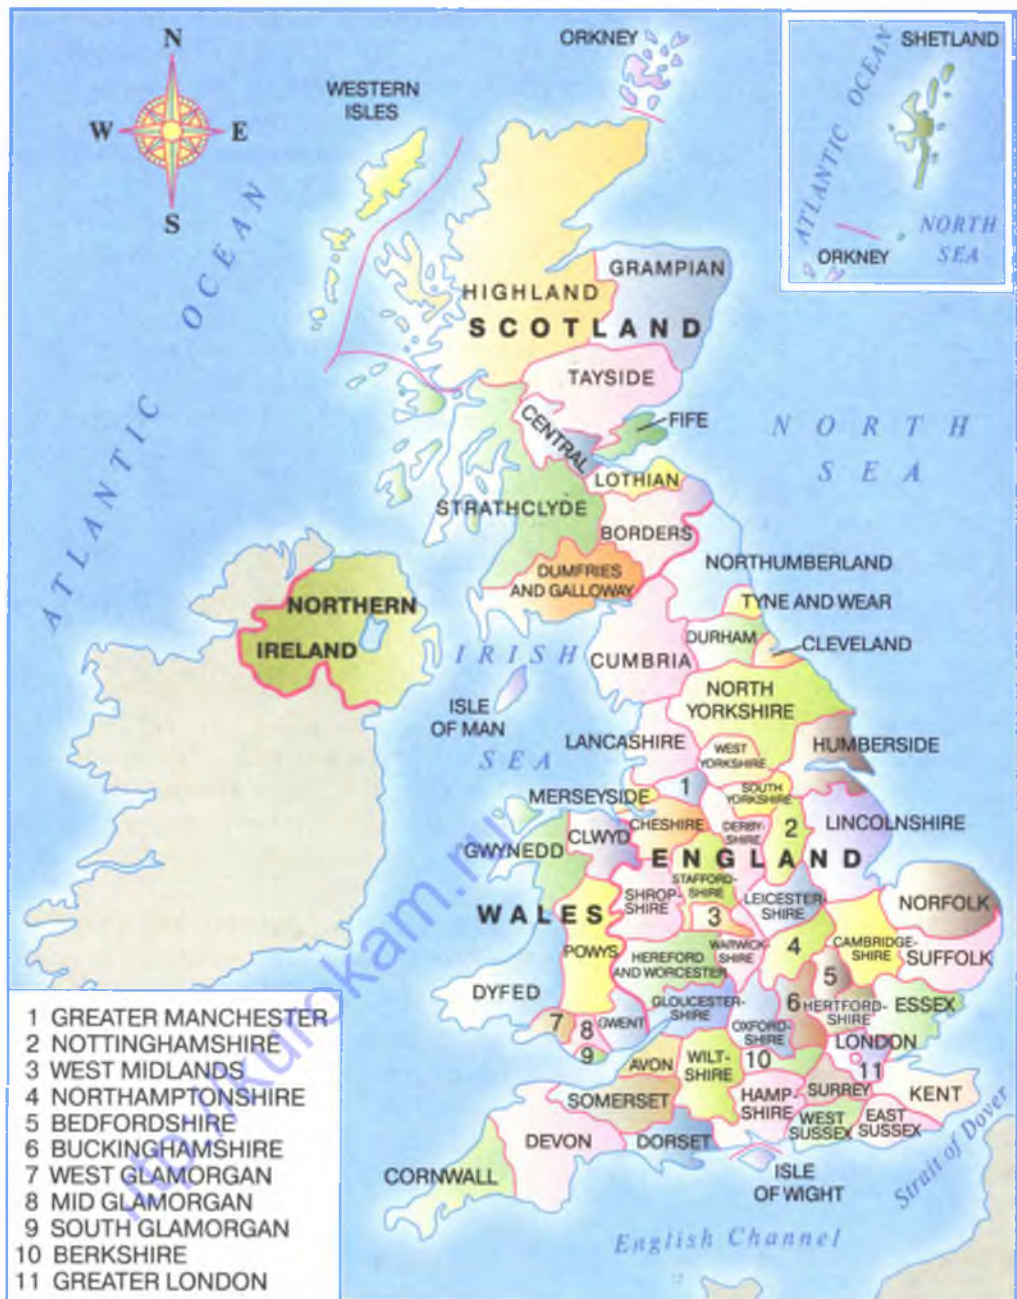 N
W E
S
ATLANTIC OCEAN
WESTERN
ISLES
ORKNEY
SHETLAND
ATLANTIC OCEAN
NORTH
SEA
ORKNEY
GRAMPIAN
HIGHLAND
SCOTLAND
TAYSIDE
FIFE
CENTRAL
LOTHIAN
STRATHCLYDE
BORDERS
NORTH
SEA
DUMFRIES
AND GALLOWAY
NORTHUMBERLAND
TYNE AND WEAR
NORTHERN
IRELAND
DURHAM
CLEVELAND
IRISH
SEA
CUMBRIA
ISLE
OF MAN
NORTH
YORKSHIRE
LANCASHIRE
WEST
YORKSHIRE
HUMBERSIDE
1
SOUTH
YORKSHIRE
MERSEYSIDE
CHESHIRE
DERBY-
SHIRE
2
LINCOLNSHIRE
CLWYD
GWYNEDD
ENGLAND
STAFFORD-
SHIRE
SHROP-
SHIRE
LEICESTER-
SHIRE
NORFOLK
WALES
3
POWYS
HEREFORD
AND WORCESTER
WARWICK-
SHIRE
4
CAMBRIDGE-
SHIRE
SUFFOLK
5
DYFED
GLOUCESTER-
SHIRE
6
HERTFORD-
SHIRE
ESSEX
7
8
GWENT
9
OXFORD-
SHIRE
LONDON
11
AVON
WILT-
SHIRE
10
SURREY
KENT
SOMERSET
HAMP-
SHIRE
WEST
SUSSEX
EAST
SUSSEX
DEVON
DORSET
CORNWALL
ISLE
OF WIGHT
Strait of Dover
English Channel
1 GREATER MANCHESTER
2 NOTTINGHAMSHIRE
3 WEST MIDLANDS
4 NORTHAMPTONSHIRE
5 BEDFORDSHIRE
6 BUCKINGHAMSHIRE
7 WEST GLAMORGAN
8 MID GLAMORGAN
9 SOUTH GLAMORGAN
10 BERKSHIRE
11 GREATER LONDON